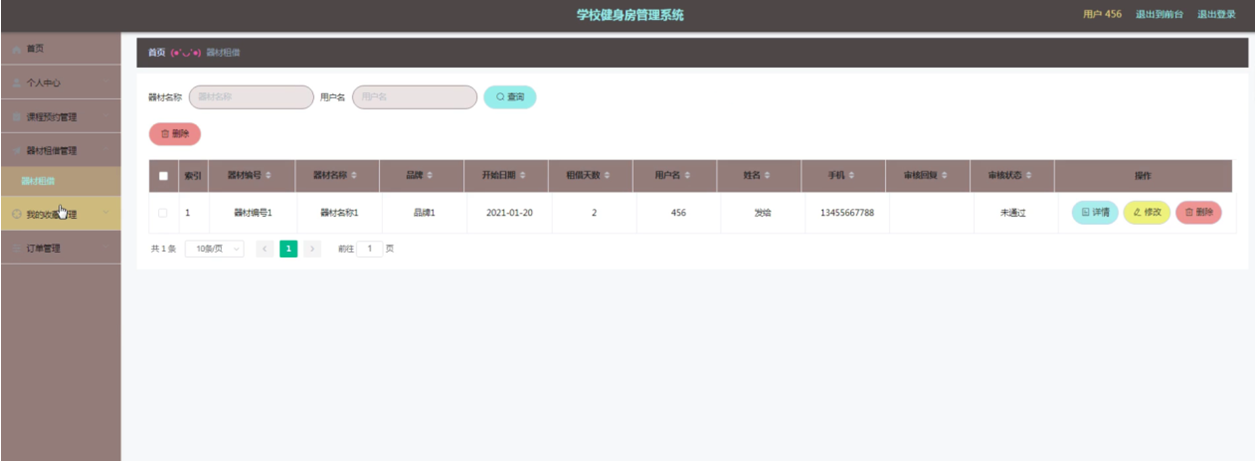 学校健身房管理系统
用户 456 退出到前台 退出登录
首页
个人中心
课程预约管理
器材租借管理
器材租借
我的收藏管理
订单管理
首页 (●'◡'●) 器材租借
器材名称 器材名称 用户名 用户名 查询
删除
索引 器材编号 器材名称 品牌 开始日期 租借天数 用户名 姓名 手机 审核回复 审核状态 操作
1 器材编号1 器材名称1 品牌1 2021-01-20 2 456 发给 13455667788 未通过 详情 修改 删除
共 1 条 10条/页 < 1 > 前往 1 页